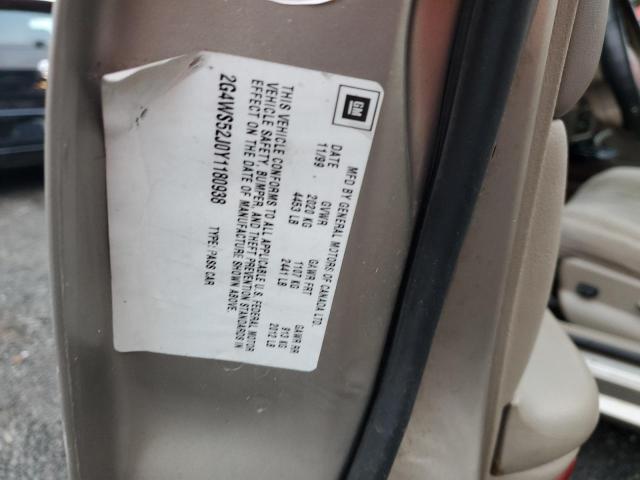 GM
MFD BY GENERAL MOTORS OF CANADA LTD.
DATE GVWR GAWR FRT GAWR RR
11/99 2020 KG 1107 KG 913 KG
4453 LB 2441 LB 2012 LB
THIS VEHICLE CONFORMS TO ALL APPLICABLE U.S. FEDERAL MOTOR
VEHICLE SAFETY, BUMPER, AND THEFT PREVENTION STANDARDS IN
EFFECT ON THE DATE OF MANUFACTURE SHOWN ABOVE.
2G4WS52J0Y1180938 TYPE: PASS CAR